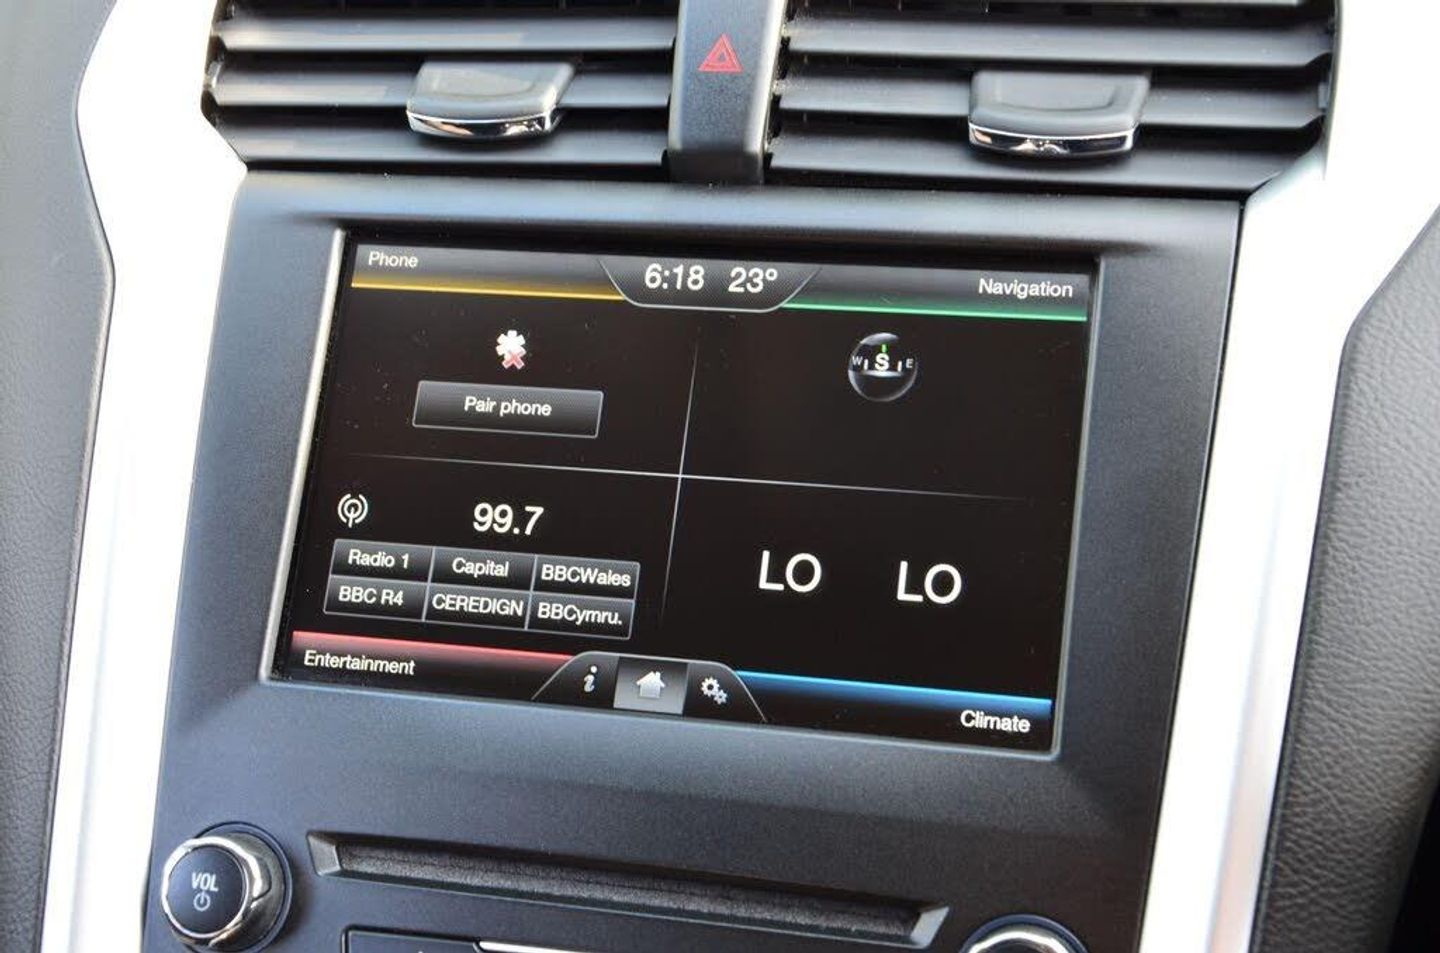 Phone
6:18 23°
Navigation
W S E
Pair phone
99.7
Radio 1 Capital BBCWales
BBC R4 CEREDIGN BBCymru.
LO LO
Entertainment
i
Climate
VOL